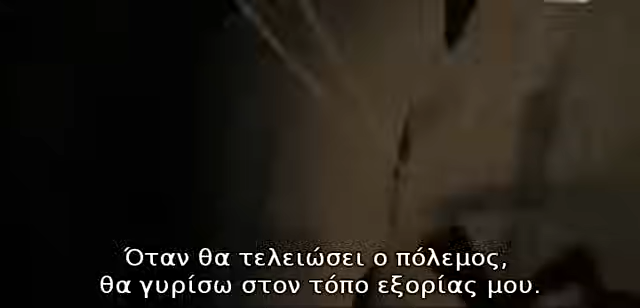 Όταν θα τελειώσει ο πόλεμος,
θα γυρίσω στον τόπο εξορίας μου.